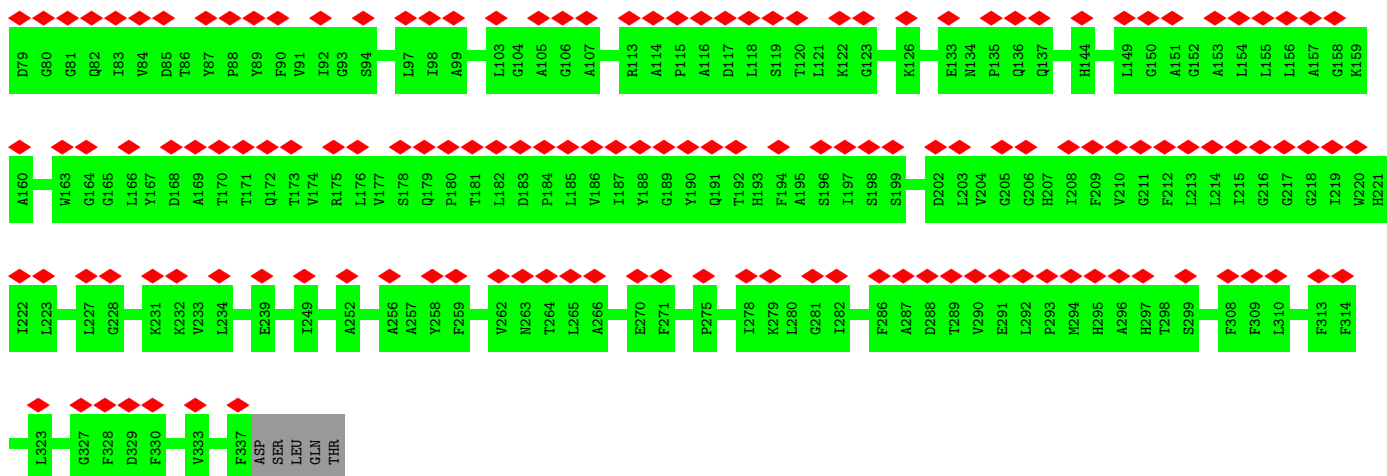 D79 G80 G81 Q82 I83 V84 D85 T86 Y87 P88 Y89 F90 V91 I92 G93 S94 L97 I98 A99 L103 G104 A105 G106 A107 R113 A114 P115 A116 D117 L118 S119 T120 L121 K122 G123 K126 E133 N134 P135 Q136 Q137 H144 L149 G150 A151 G152 A153 L154 L155 L156 A157 G158 K159
A160 W163 G164 G165 L166 Y167 D168 A169 T170 T171 Q172 T173 V174 R175 L176 V177 S178 Q179 P180 T181 L182 D183 P184 L185 V186 I187 Y188 G189 Y190 Q191 T192 H193 F194 A195 S196 I197 S198 S199 D202 L203 V204 G205 G206 H207 I208 F209 V210 G211 F212 L213 L214 I215 G216 G217 G218 I219 W220 H221
I222 L223 L227 G228 K231 K232 V233 L234 E239 I249 A252 A256 A257 Y258 F259 V262 N263 T264 L265 A266 E270 F271 P275 I278 K279 L280 G281 I282 F286 A287 D288 T289 V290 E291 L292 P293 M294 H295 A296 H297 T298 S299 F308 F309 L310 F313 F314
L323 G327 F328 D329 F330 V333 F337 ASP SER LEU GLN THR